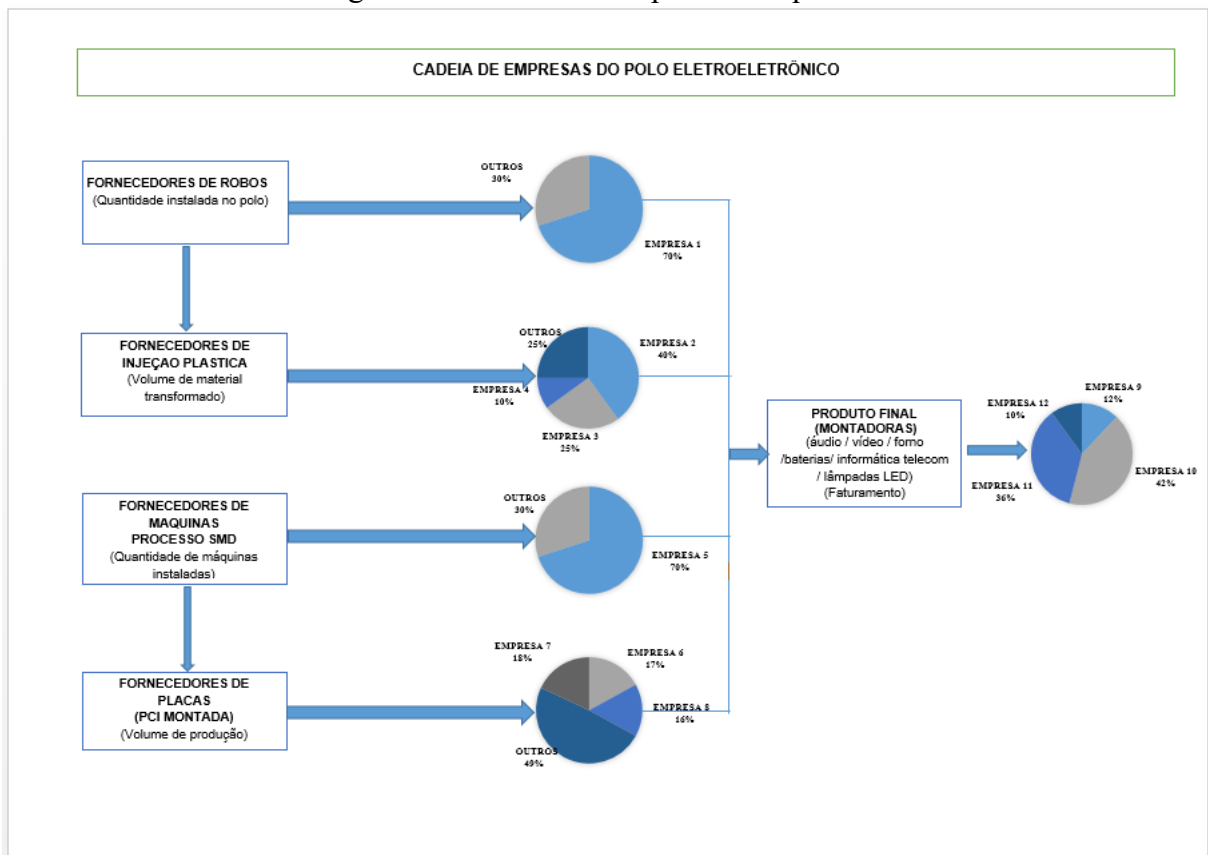 CADEIA DE EMPRESAS DO POLO ELETROELETRÔNICO
FORNECEDORES DE ROBOS
(Quantidade instalada no polo)
OUTROS
30%
EMPRESA 1
70%
FORNECEDORES DE
INJEÇAO PLASTICA
(Volume de material
transformado)
OUTROS
25%
EMPRESA 2
40%
EMPRESA 4
10%
EMPRESA 3
25%
FORNECEDORES DE
MAQUINAS
PROCESSO SMD
(Quantidade de máquinas
instaladas)
OUTROS
30%
EMPRESA 5
70%
FORNECEDORES DE
PLACAS
(PCI MONTADA)
(Volume de produção)
EMPRESA 7
18%
EMPRESA 6
17%
EMPRESA 8
16%
OUTROS
49%
PRODUTO FINAL
(MONTADORAS)
(áudio / vídeo / forno
/baterias/ informática telecom
/ lâmpadas LED)
(Faturamento)
EMPRESA 12
10%
EMPRESA 9
12%
EMPRESA 11
36%
EMPRESA 10
42%